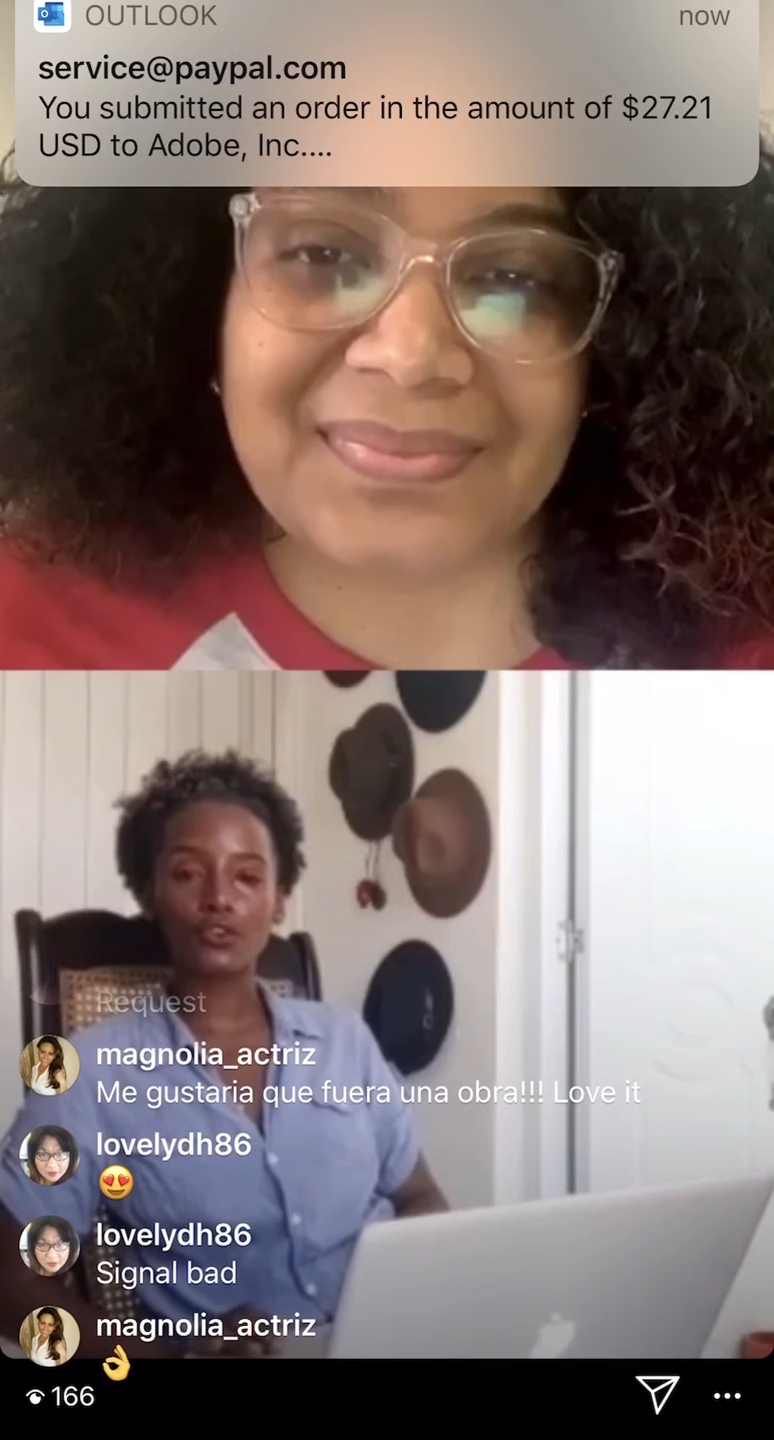 OUTLOOK
now
service@paypal.com
You submitted an order in the amount of $27.21
USD to Adobe, Inc....
Request
magnolia_actriz
Me gustaria que fuera una obra!!! Love it
lovelydh86
😍
lovelydh86
Signal bad
magnolia_actriz
👌
166